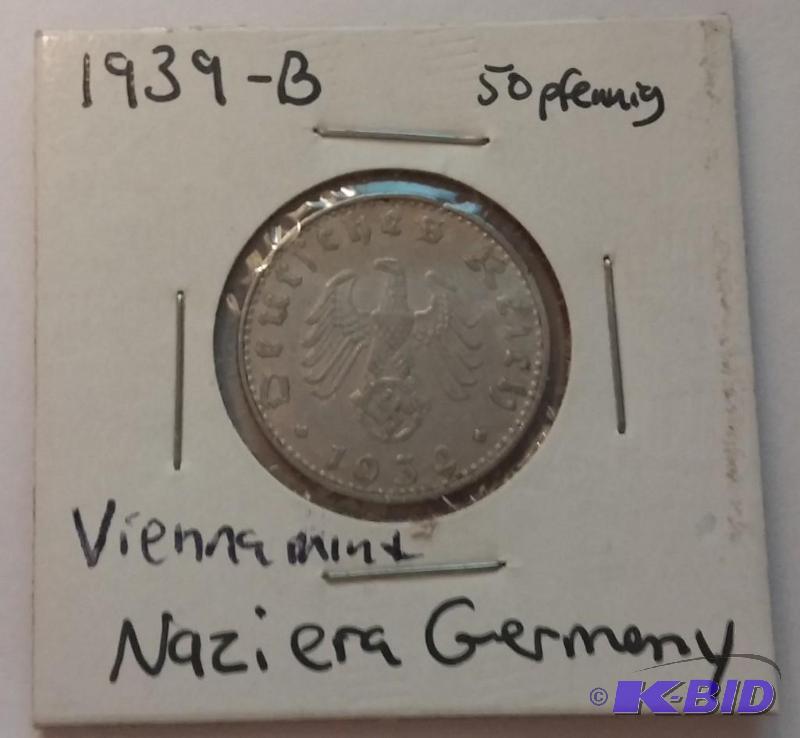 1939-B 50 pfennig
Deutsches Reich
1939
Vienna mint
Nazi era Germany
© K-BID